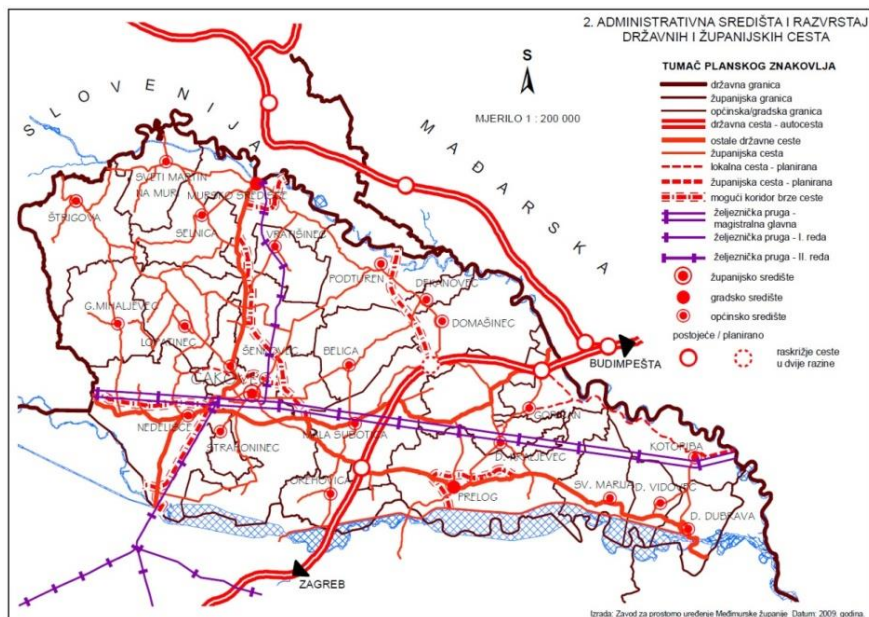 2. ADMINISTRATIVNA SREDIŠTA I RAZVRSTAJ
DRŽAVNIH I ŽUPANIJSKIH CESTA
TUMAČ PLANSKOG ZNAKOVLJA
državna granica
županijska granica
općinska/gradska granica
državna cesta - autocesta
ostale državne ceste
županijska cesta
lokalna cesta - planirana
županijska cesta - planirana
mogući koridor brze ceste
željeznička pruga -
magistralna glavna
željeznička pruga - I. reda
željeznička pruga - II. reda
županijsko središte
gradsko središte
općinsko središte
postojeće / planirano
raskrižje ceste
u dvije razine
S
MJERILO 1 : 200 000
SLOVENIJA
MAĐARSKA
SVETI MARTIN
NA MURI
MURSKO SREDIŠĆE
ŠTRIGOVA
SELNICA
VRATIŠINEC
PODTUREN
DEKANOVEC
G.MIHALJEVEC
LOPATINEC
DOMAŠINEC
ŠENKOVEC
BELICA
ČAKOVEC
BUDIMPEŠTA
NEDELIŠĆE
GORIČAN
STRAHONINEC
MALA SUBOTICA
KOTORIBA
D. KRALJEVEC
OREHOVICA
PRELOG
SV. MARIJA
D. VIDOVEC
D. DUBRAVA
ZAGREB
Izrada: Zavod za prostorno uređenje Međimurske županije Datum: 2009. godina.